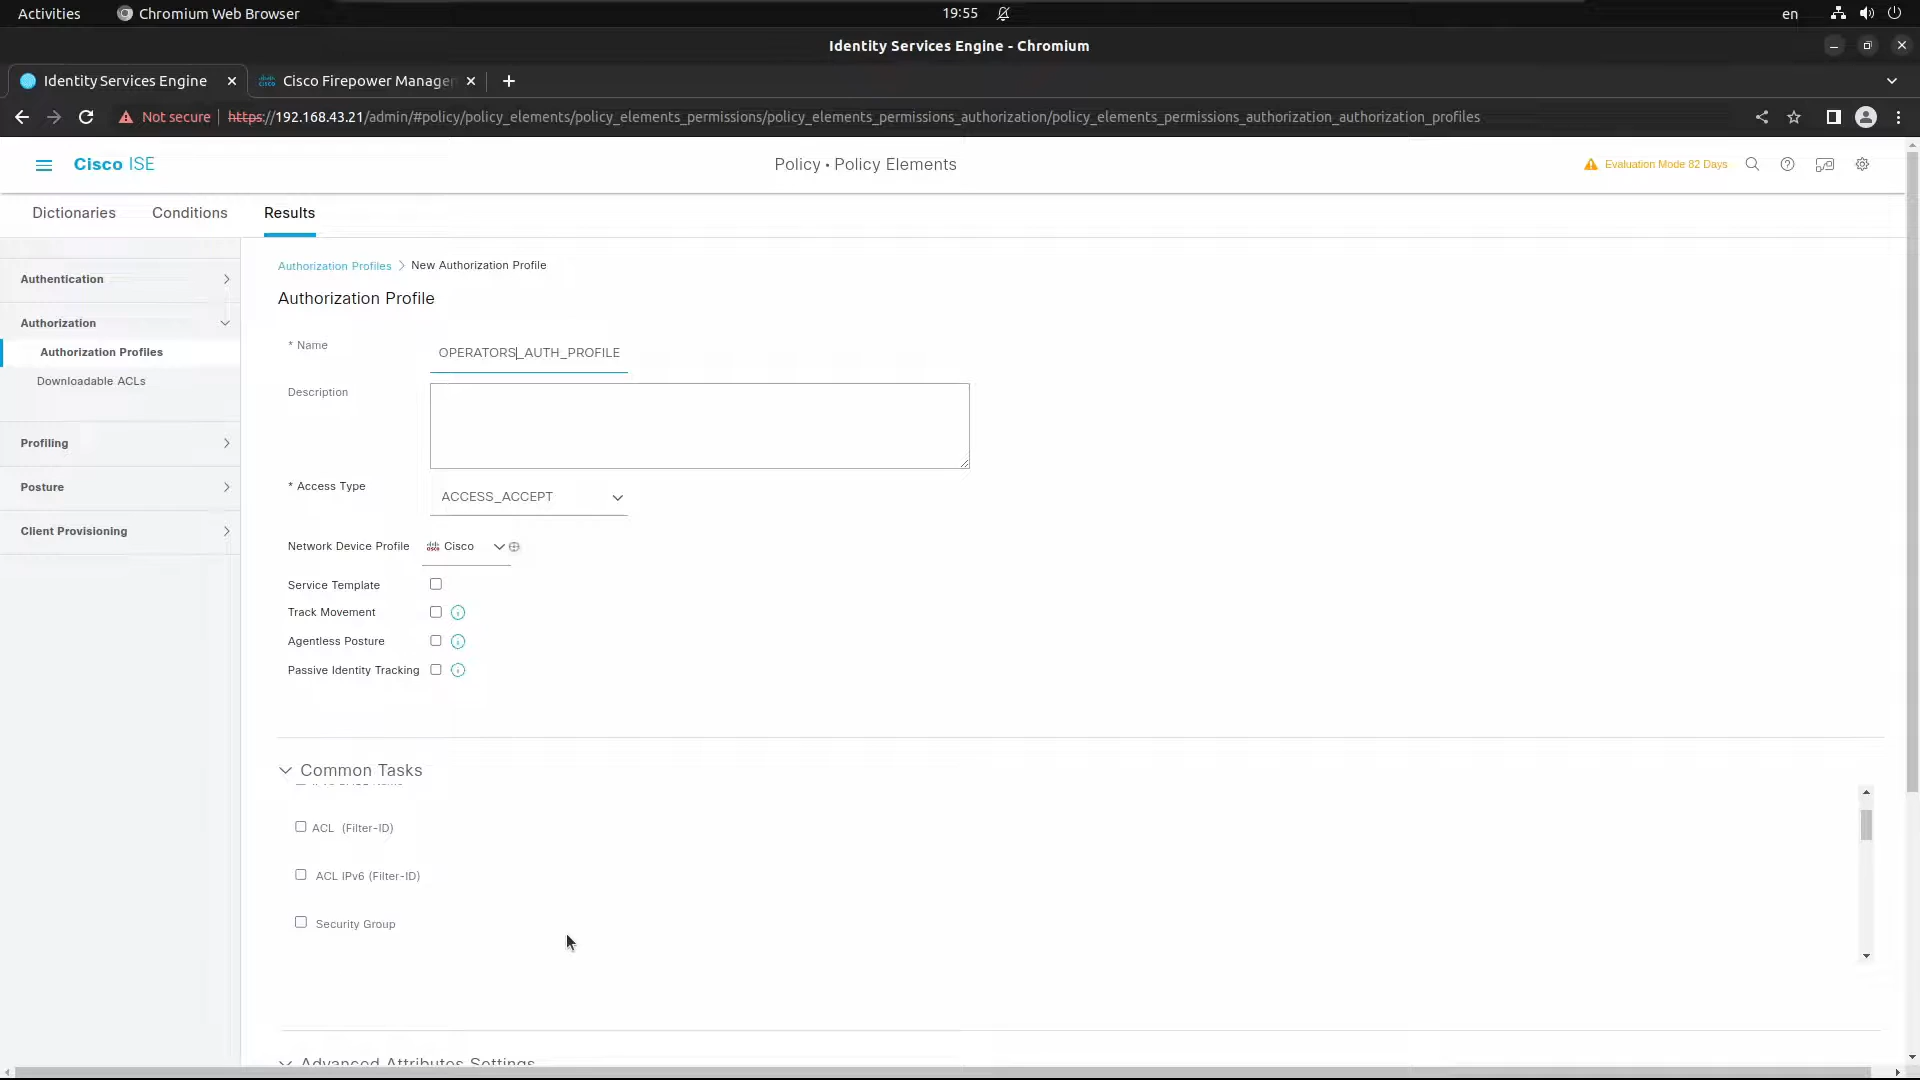 Activities
Chromium Web Browser
19:55
en
Identity Services Engine - Chromium
Identity Services Engine
Cisco Firepower Manage
Not secure
https://192.168.43.21/admin/#policy/policy_elements/policy_elements_permissions/policy_elements_permissions_authorization/policy_elements_permissions_authorization_authorization_profiles
Cisco ISE
Policy • Policy Elements
Evaluation Mode 82 Days
Dictionaries
Conditions
Results
Authentication
Authorization
Authorization Profiles
Downloadable ACLs
Profiling
Posture
Client Provisioning
Authorization Profiles > New Authorization Profile
Authorization Profile
* Name
OPERATORS_AUTH_PROFILE
Description
* Access Type
ACCESS_ACCEPT
Network Device Profile
Cisco
Service Template
Track Movement
Agentless Posture
Passive Identity Tracking
Common Tasks
ACL (Filter-ID)
ACL IPv6 (Filter-ID)
Security Group
Advanced Attributes Settings